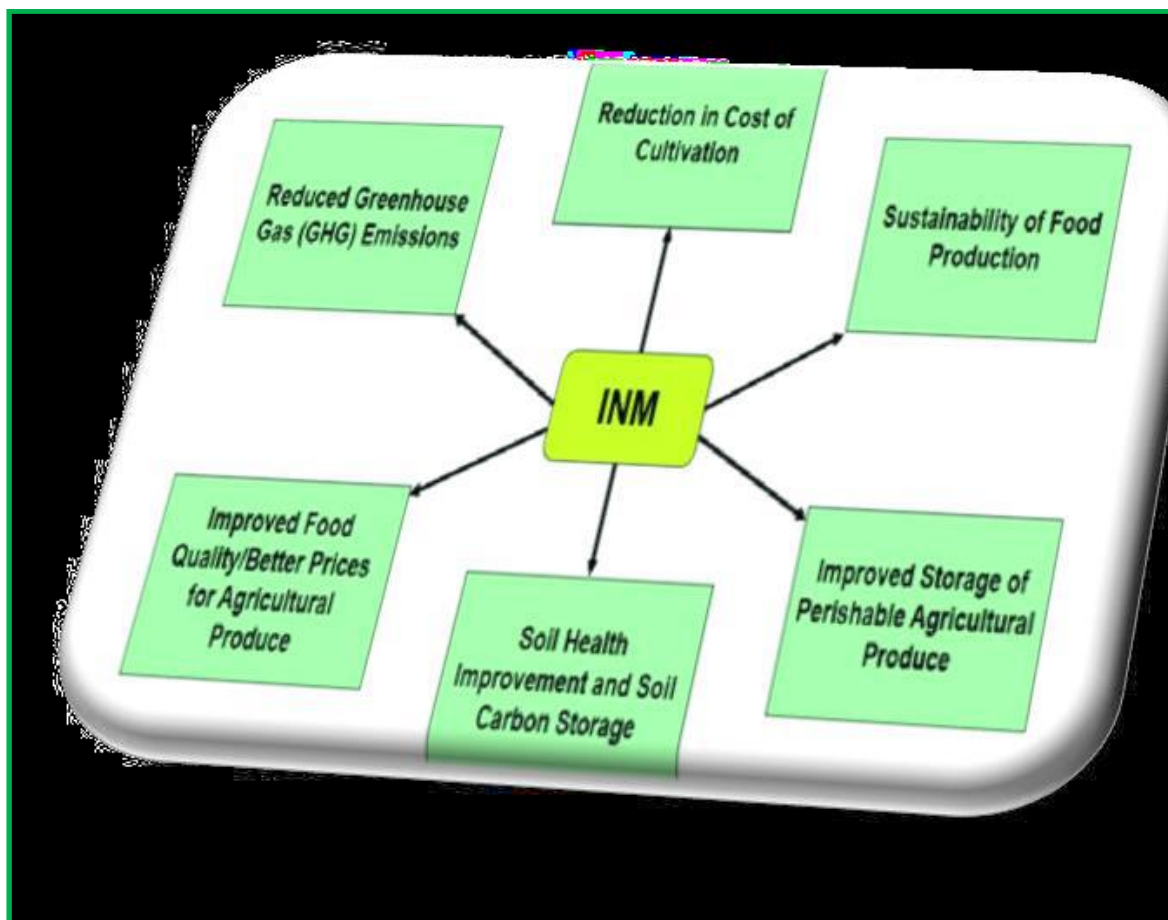 Reduction in Cost of
Cultivation
Reduced Greenhouse
Gas (GHG) Emissions
Sustainability of Food
Production
INM
Improved Food
Quality/Better Prices
for Agricultural
Produce
Soil Health
Improvement and Soil
Carbon Storage
Improved Storage of
Perishable Agricultural
Produce